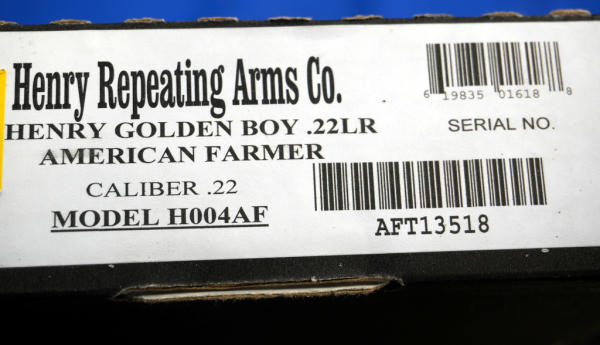 Henry Repeating Arms Co.
HENRY GOLDEN BOY .22LR
AMERICAN FARMER
CALIBER .22
MODEL H004AF
6 19835 01618 8
SERIAL NO.
AFT13518